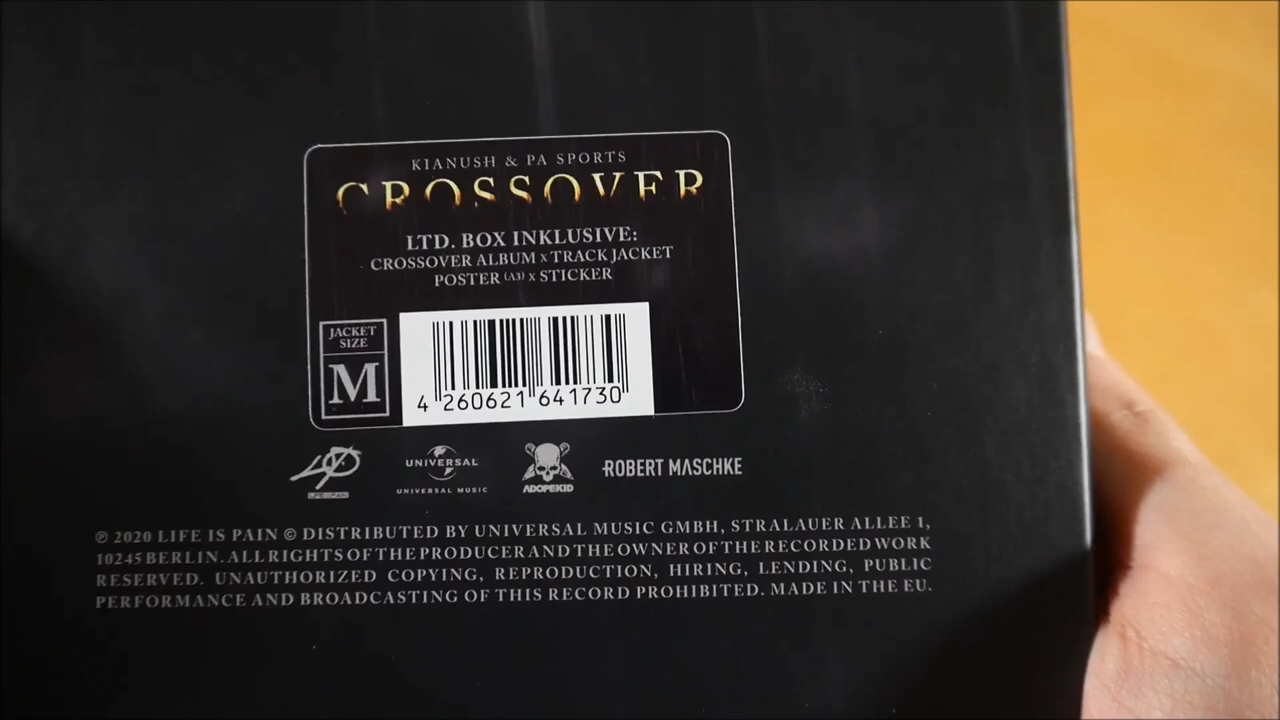 KIANUSH & PA SPORTS
CROSSOVER
LTD. BOX INKLUSIVE:
CROSSOVER ALBUM x TRACK JACKET
POSTER (A3) x STICKER
JACKET
SIZE
M
4 260621 641730
LIFE IS PAIN
UNIVERSAL
UNIVERSAL MUSIC
ADOPEKID
ROBERT MASCHKE
℗ 2020 LIFE IS PAIN © DISTRIBUTED BY UNIVERSAL MUSIC GMBH, STRALAUER ALLEE 1,
10245 BERLIN. ALL RIGHTS OF THE PRODUCER AND THE OWNER OF THE RECORDED WORK
RESERVED. UNAUTHORIZED COPYING, REPRODUCTION, HIRING, LENDING, PUBLIC
PERFORMANCE AND BROADCASTING OF THIS RECORD PROHIBITED. MADE IN THE EU.